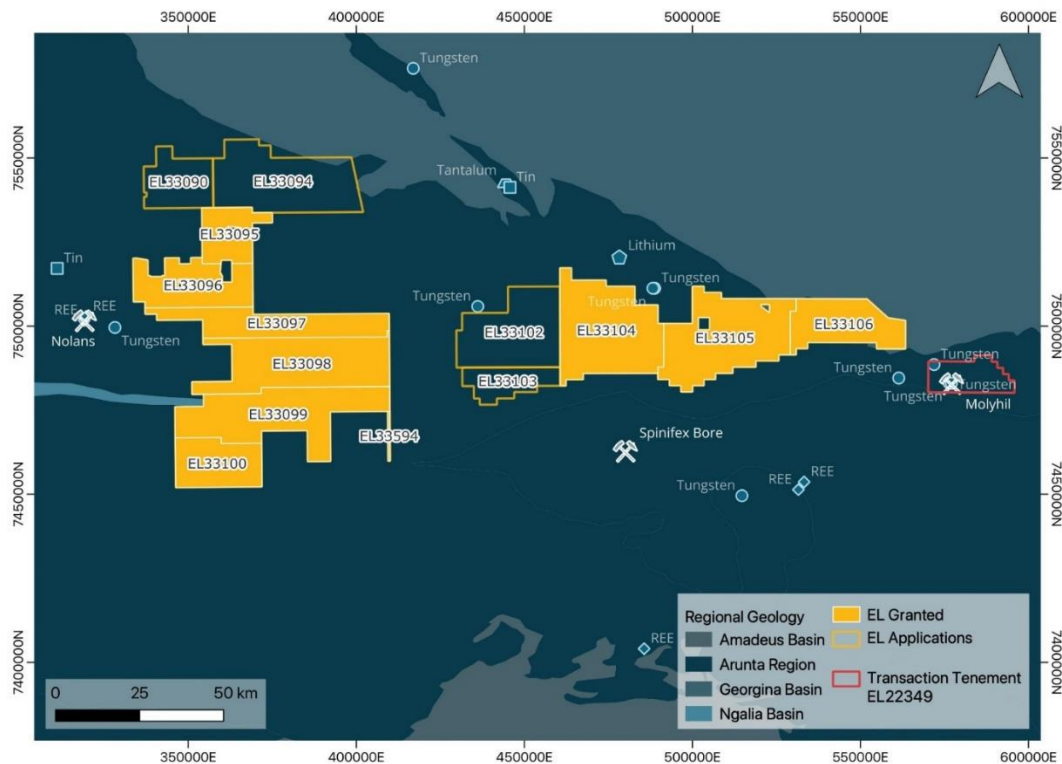 350000E 400000E 450000E 500000E 550000E 600000E
Tungsten
7550000N
7550000N
Tantalum
Tin
EL33090
EL33094
EL33095
Tin
Lithium
EL33096
Tungsten
Tungsten
Tungsten
REE
REE
Nolans
Tungsten
7500000N
7500000N
EL33097
EL33102
EL33104
EL33105
EL33106
EL33098
EL33103
Tungsten
Tungsten
Tungsten
Tungsten
Molyhil
EL33099
EL33594
Spinifex Bore
EL33100
REE
REE
Tungsten
7450000N
7450000N
REE
7400000N
7400000N
0 25 50 km
Regional Geology
Amadeus Basin
Arunta Region
Georgina Basin
Ngalia Basin
EL Granted
EL Applications
Transaction Tenement
EL22349
350000E 400000E 450000E 500000E 550000E 600000E